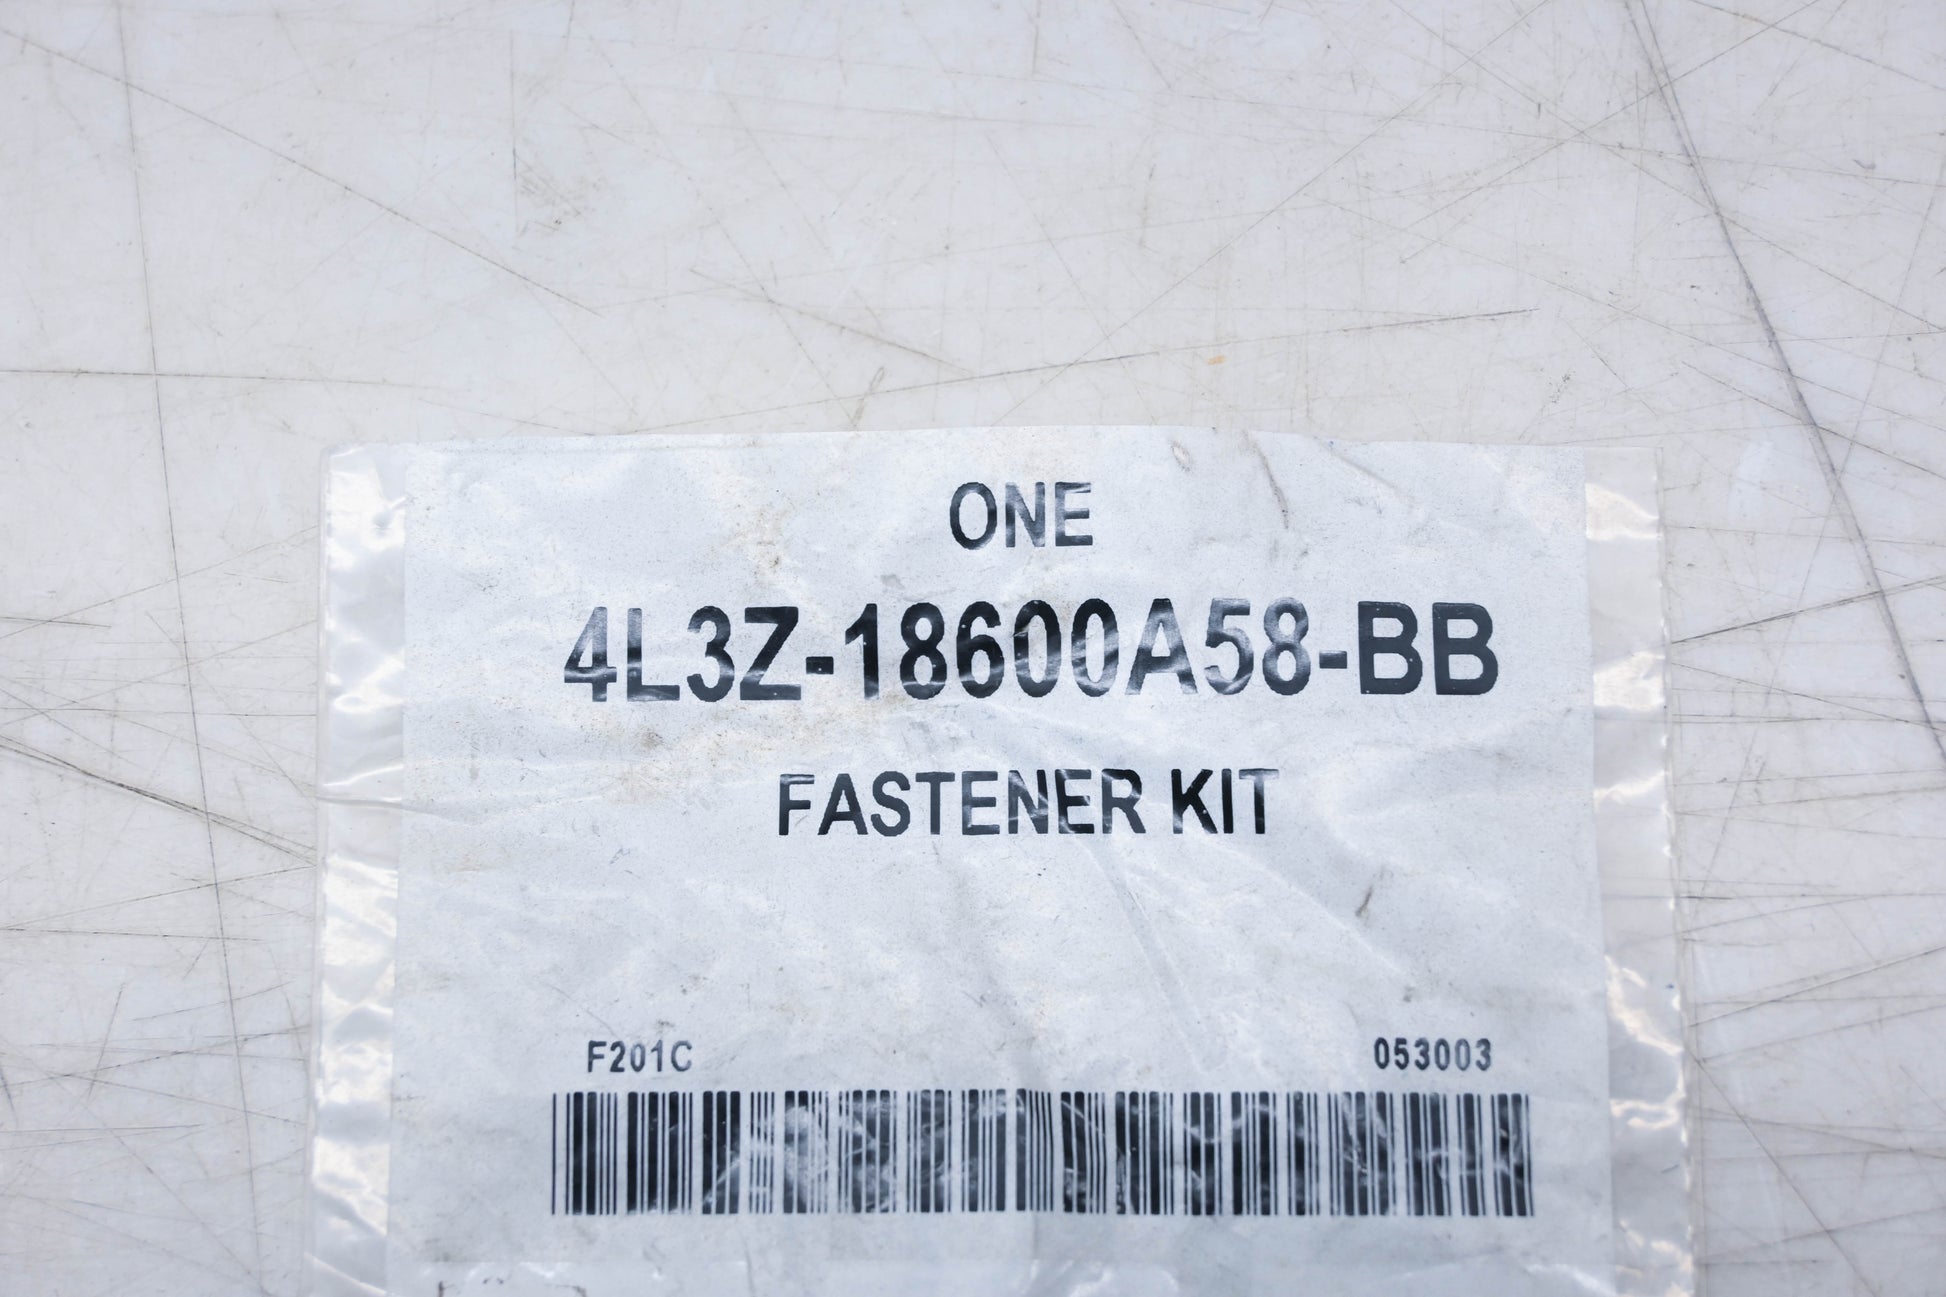 ONE
4L3Z-18600A58-BB
FASTENER KIT
F201C 053003